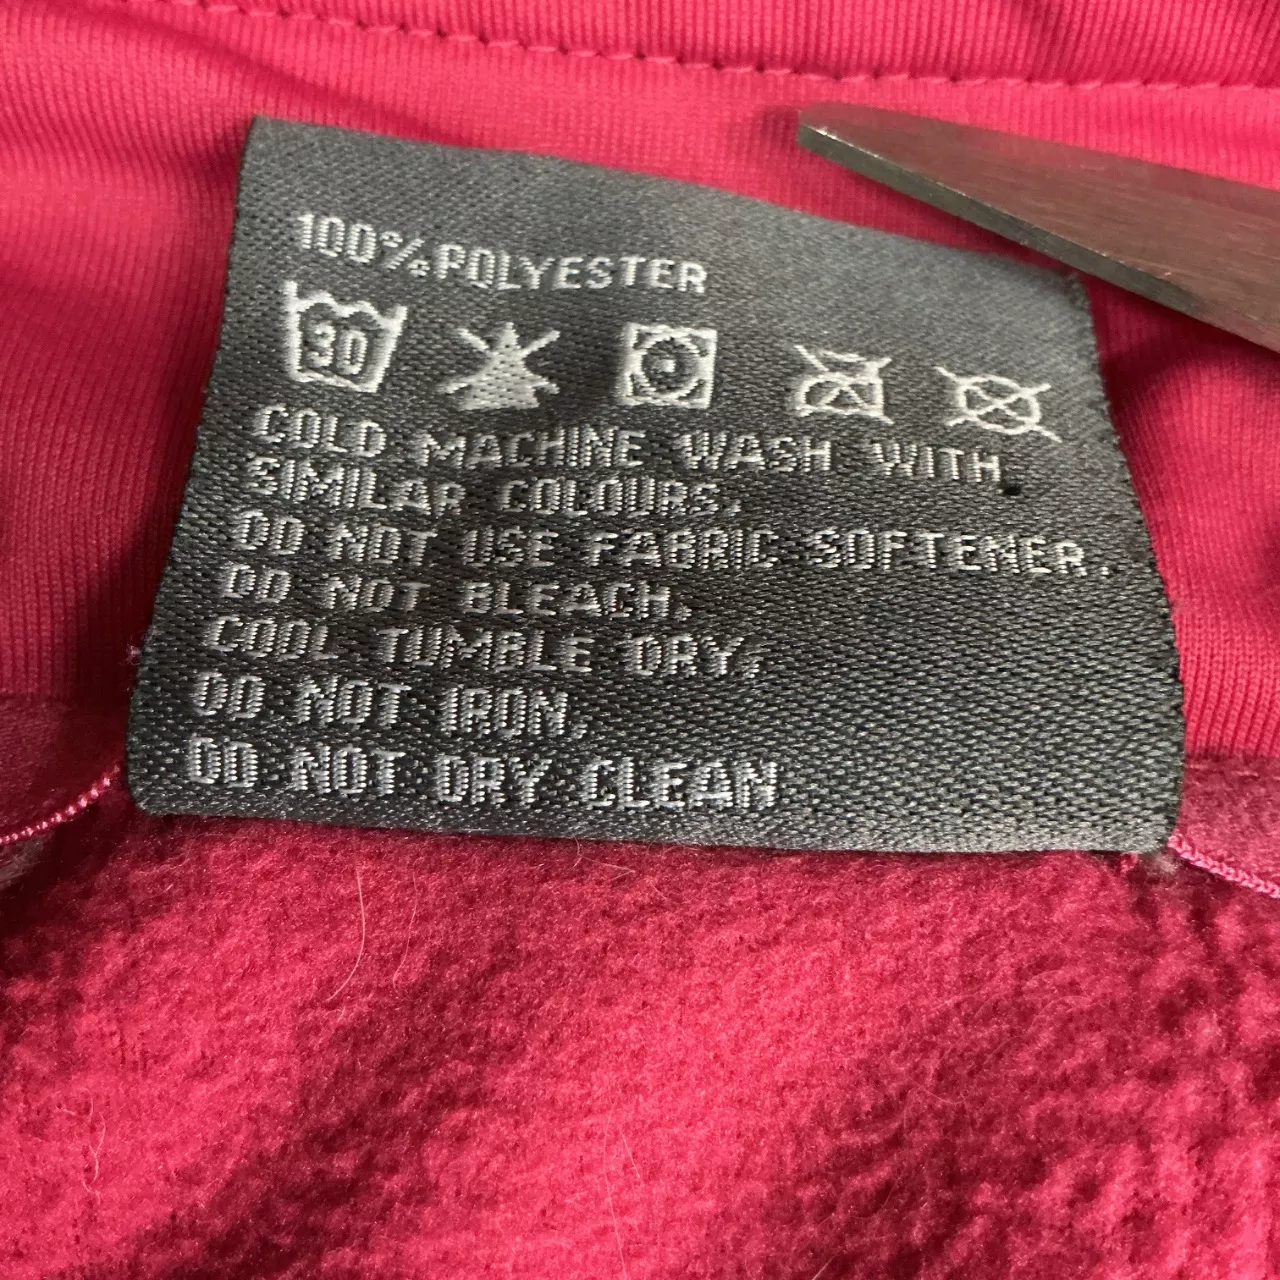 100%POLYESTER
30
COLD MACHINE WASH WITH
SIMILAR COLOURS,
DO NOT USE FABRIC SOFTENER,
DO NOT BLEACH,
COOL TUMBLE DRY,
DO NOT IRON,
DO NOT DRY CLEAN